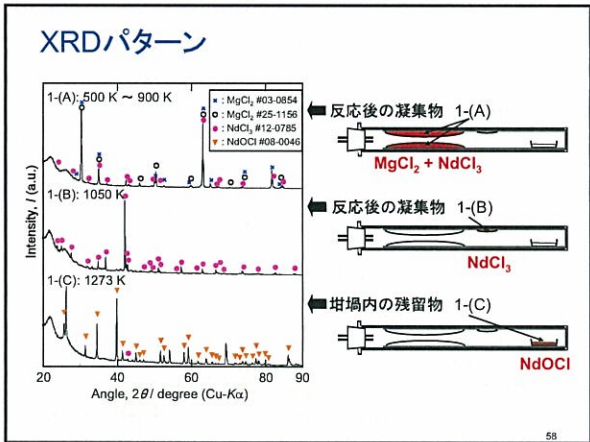 XRDパターン
1-(A): 500 K ～ 900 K
× : MgCl₂ #03-0854
○ : MgCl₂ #25-1156
● : NdCl₃ #12-0785
▼ : NdOCl #08-0046
1-(B): 1050 K
1-(C): 1273 K
Intensity, I (a.u.)
20 30 40 50 60 70 80 90
Angle, 2θ / degree (Cu-Kα)
反応後の凝集物 1-(A)
MgCl₂ + NdCl₃
反応後の凝集物 1-(B)
NdCl₃
坩堝内の残留物 1-(C)
NdOCl
58